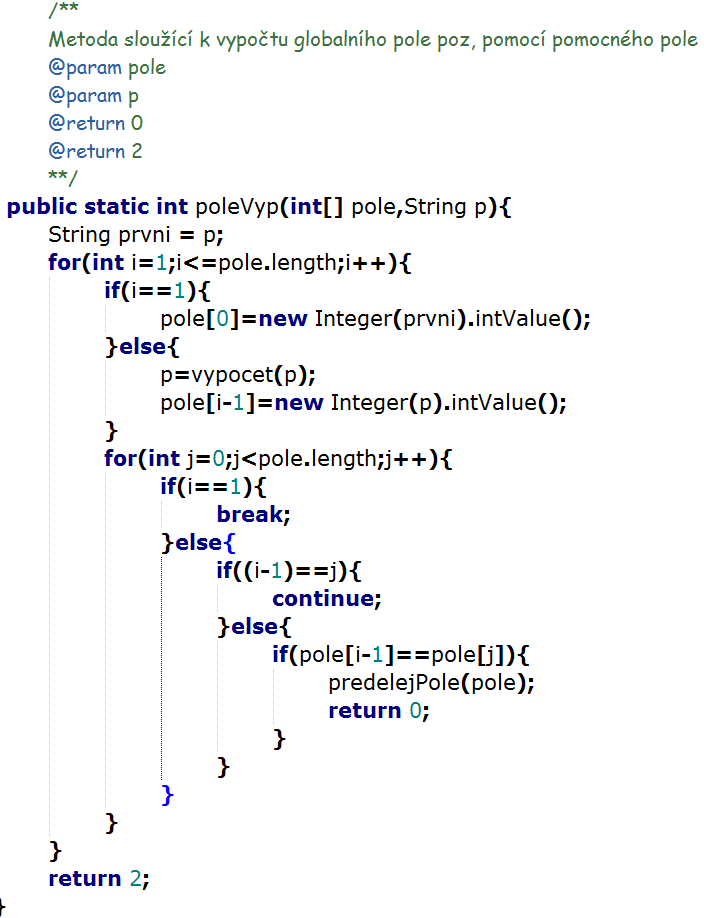 /**
Metoda sloužící k vypočtu globalního pole poz, pomocí pomocného pole
@param pole
@param p
@return 0
@return 2
**/
public static int poleVyp(int[] pole,String p){
String prvni = p;
for(int i=1;i<=pole.length;i++){
if(i==1){
pole[0]=new Integer(prvni).intValue();
}else{
p=vypocet(p);
pole[i-1]=new Integer(p).intValue();
}
for(int j=0;j<pole.length;j++){
if(i==1){
break;
}else{
if((i-1)==j){
continue;
}else{
if(pole[i-1]==pole[j]){
predelejPole(pole);
return 0;
}
}
}
}
}
return 2;
}